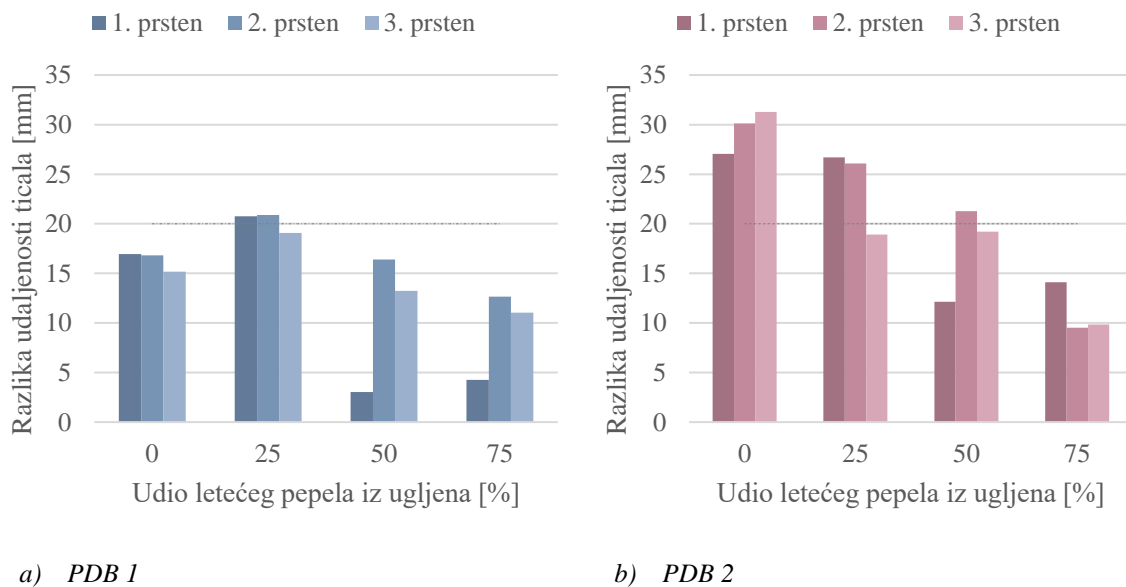 1. prsten 2. prsten 3. prsten
Razlika udaljenosti ticala [mm]
35
30
25
20
15
10
5
0
0 25 50 75
Udio letećeg pepela iz ugljena [%]
a) PDB 1
1. prsten 2. prsten 3. prsten
Razlika udaljenosti ticala [mm]
35
30
25
20
15
10
5
0
0 25 50 75
Udio letećeg pepela iz ugljena [%]
b) PDB 2